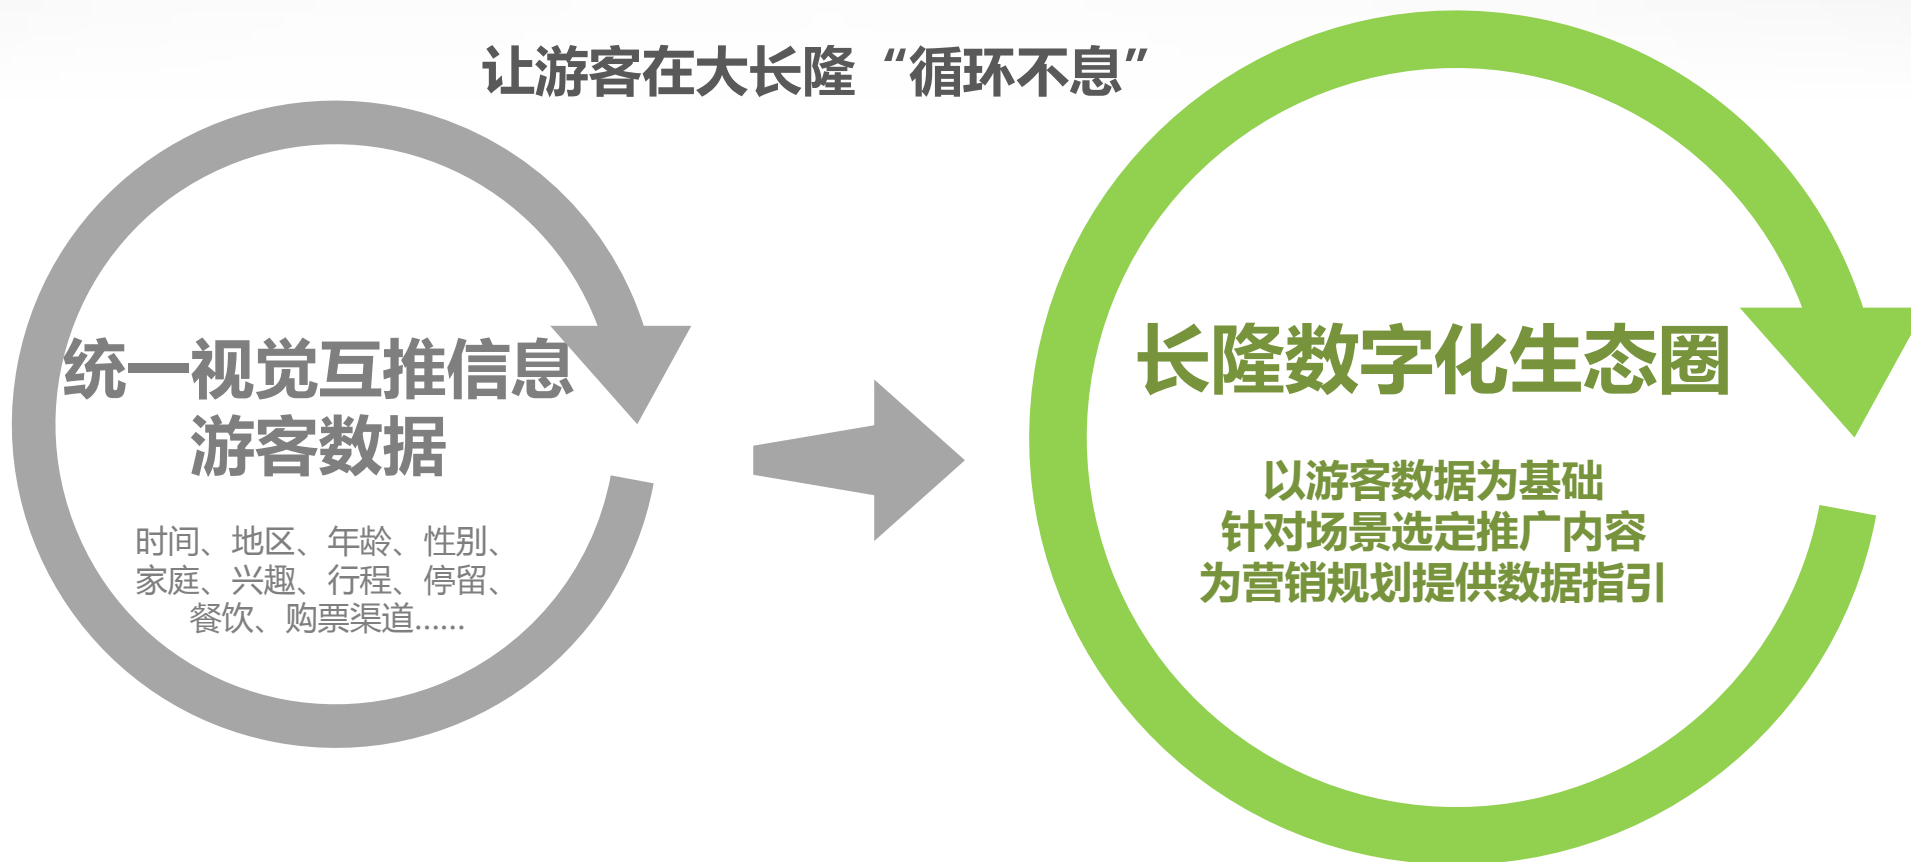 让游客在大长隆“循环不息”
统一视觉互推信息
游客数据
时间、地区、年龄、性别、
家庭、兴趣、行程、停留、
餐饮、购票渠道……
长隆数字化生态圈
以游客数据为基础
针对场景选定推广内容
为营销规划提供数据指引